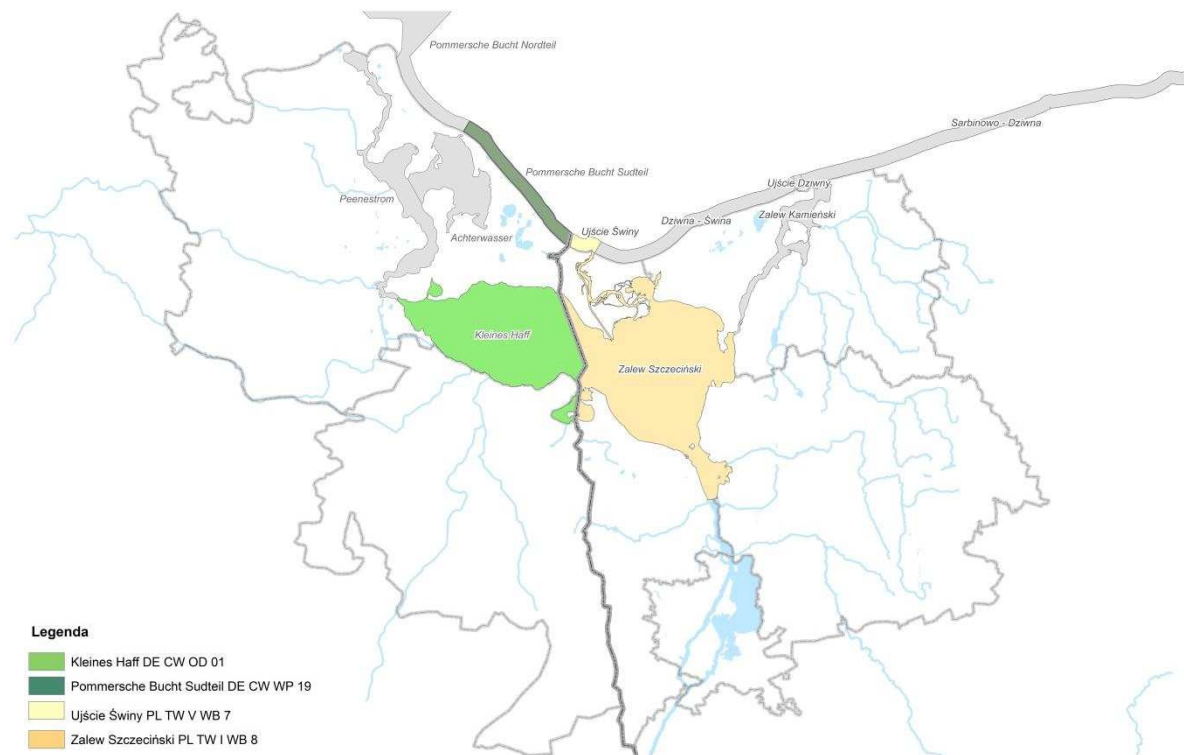 Pommersche Bucht Nordteil
Sarbinowo - Dziwna
Pommersche Bucht Sudteil
Ujście Dziwny
Peenestrom
Zalew Kamieński
Dziwna - Świna
Ujście Świny
Achterwasser
Kleines Haff
Zalew Szczeciński
Legenda
Kleines Haff DE CW OD 01
Pommersche Bucht Sudteil DE CW WP 19
Ujście Świny PL TW V WB 7
Zalew Szczeciński PL TW I WB 8